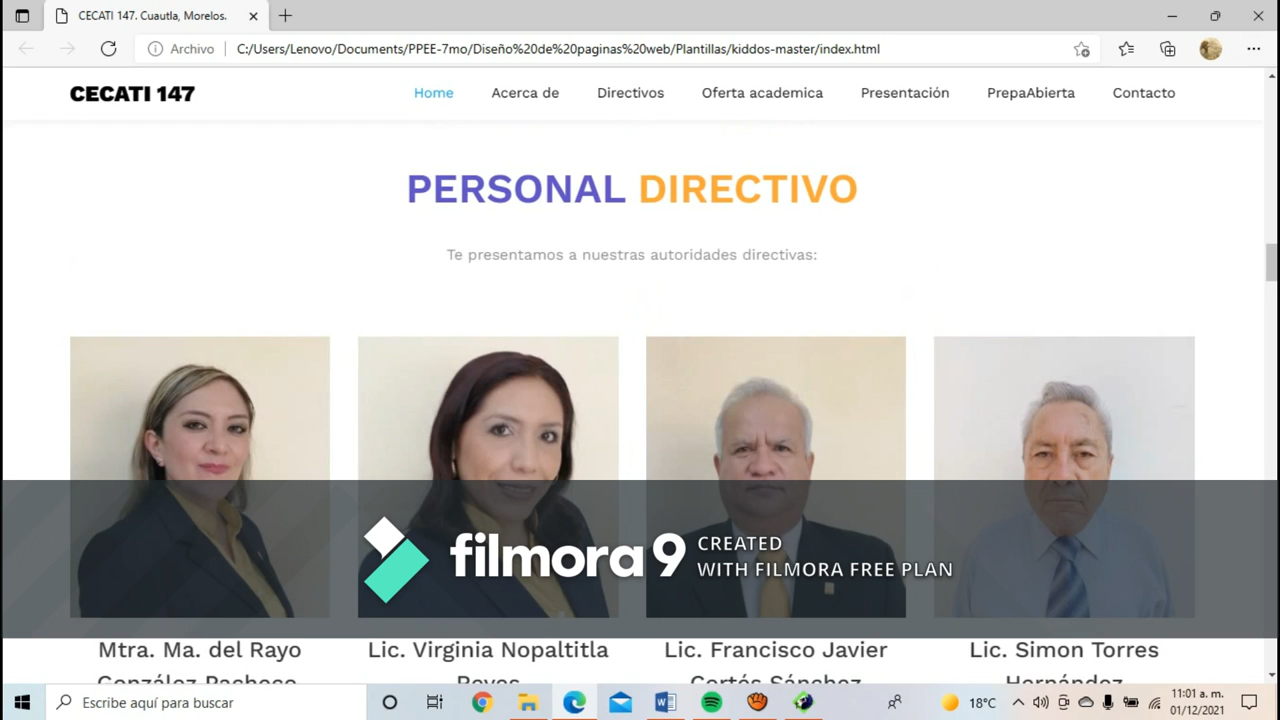 CECATI 147. Cuautla, Morelos.
Archivo
C:/Users/Lenovo/Documents/PPEE-7mo/Diseño%20de%20paginas%20web/Plantillas/kiddos-master/index.html
CECATI 147
Home
Acerca de
Directivos
Oferta academica
Presentación
PrepaAbierta
Contacto
PERSONAL DIRECTIVO
Te presentamos a nuestras autoridades directivas:
filmora9
CREATED
WITH FILMORA FREE PLAN
Mtra. Ma. del Rayo
González Pacheco
Lic. Virginia Nopaltitla
Reyes
Lic. Francisco Javier
Cortés Sánchez
Lic. Simon Torres
Hernández
Escribe aquí para buscar
18°C
11:01 a. m.
01/12/2021